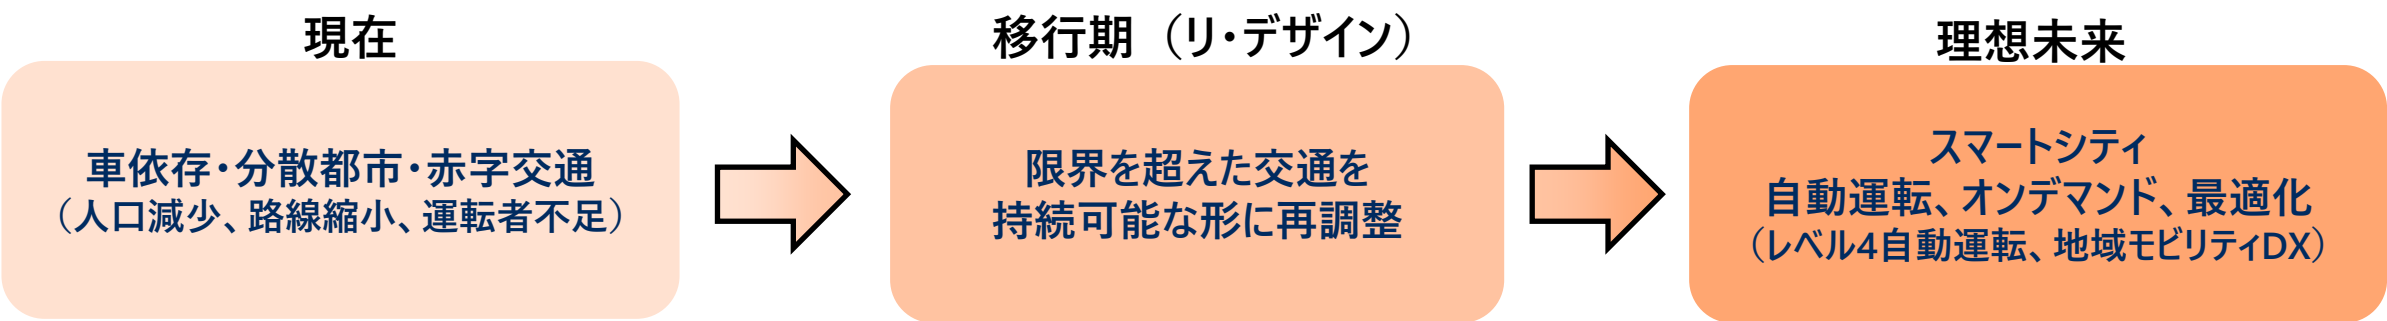 現在
車依存・分散都市・赤字交通
（人口減少、路線縮小、運転者不足）
移行期（リ・デザイン）
限界を超えた交通を
持続可能な形に再調整
理想未来
スマートシティ
自動運転、オンデマンド、最適化
（レベル4自動運転、地域モビリティDX）